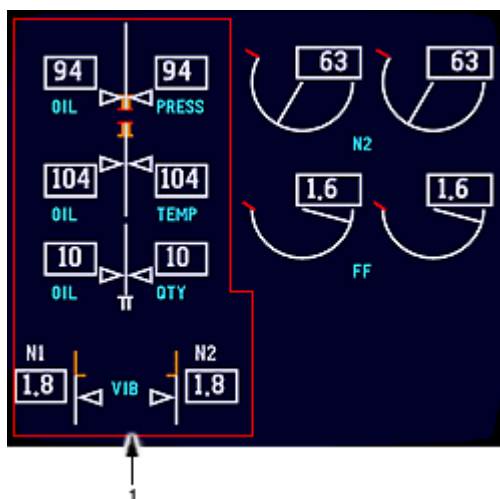 94 94 63 63
OIL PRESS
N2
104 104 1.6 1.6
OIL TEMP
10 10 FF
OIL QTY
N1 N2
1.8 VIB 1.8
1